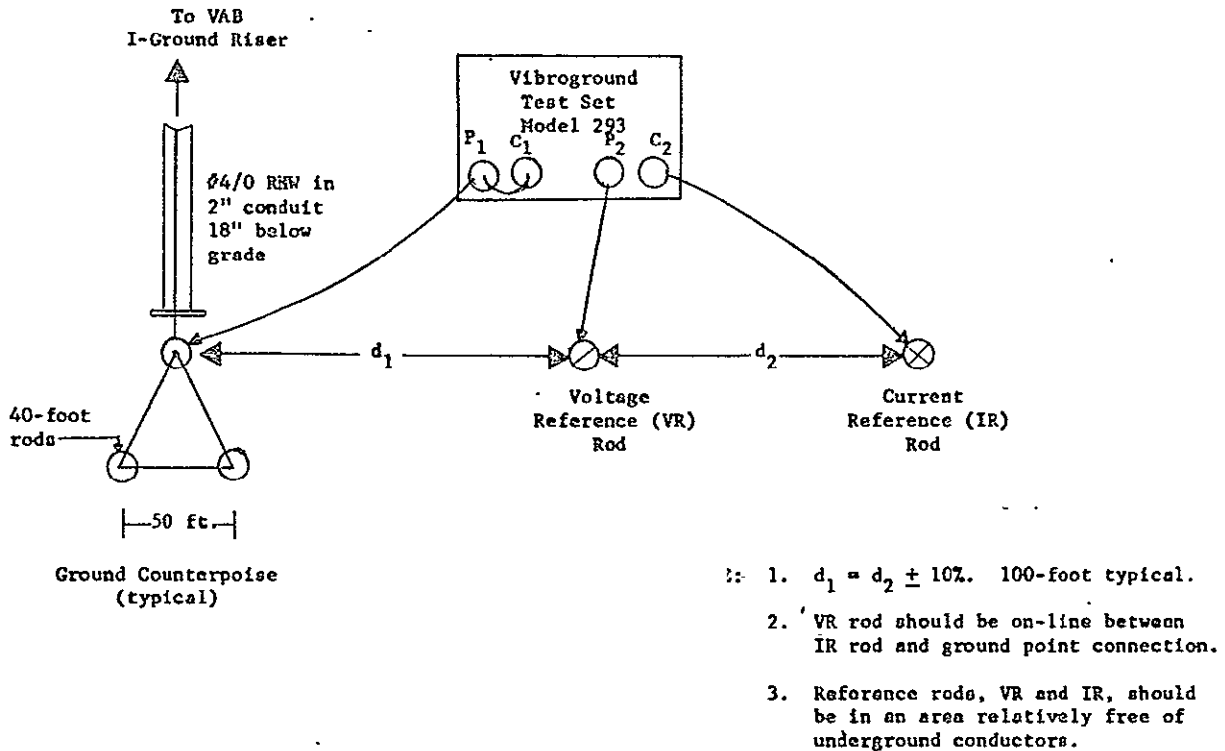 To VAB
I-Ground Riser
Vibroground
Test Set
Model 293
P1 C1 P2 C2
#4/0 RHW in
2" conduit
18" below
grade
d1
d2
40-foot
rods
Voltage
Reference (VR)
Rod
Current
Reference (IR)
Rod
50 ft.
Ground Counterpoise
(typical)
1. d1 = d2 ± 10%. 100-foot typical.
2. VR rod should be on-line between
IR rod and ground point connection.
3. Reference rods, VR and IR, should
be in an area relatively free of
underground conductors.